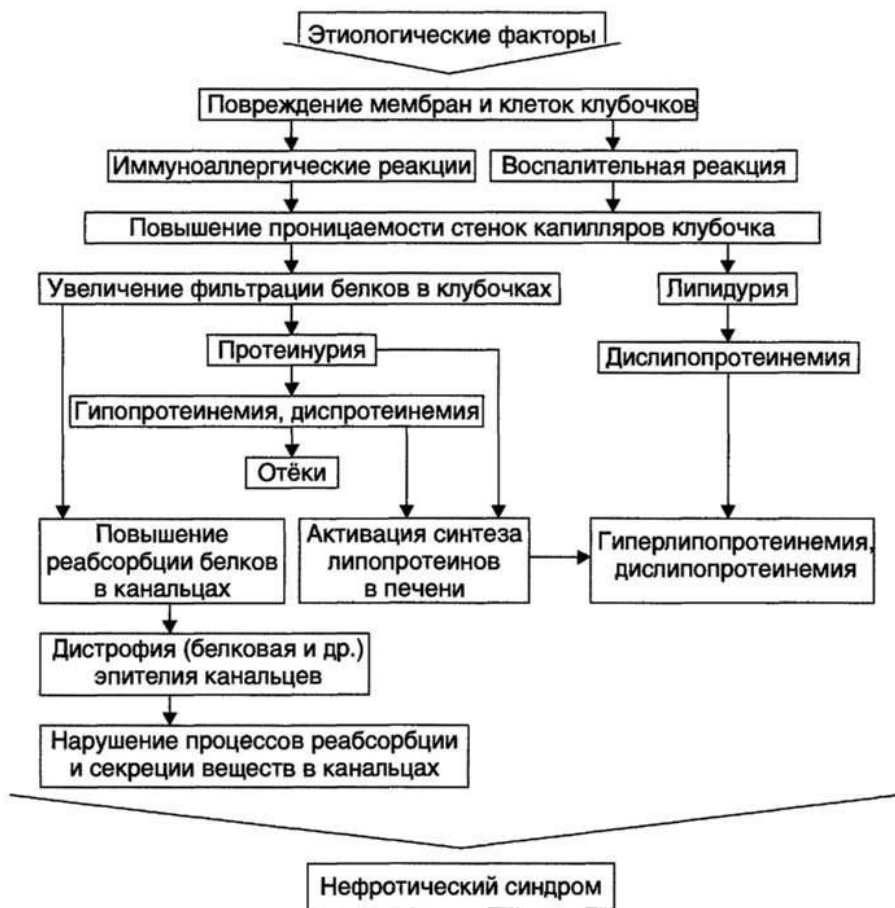 Этиологические факторы
Повреждение мембран и клеток клубочков
Иммуноаллергические реакции
Воспалительная реакция
Повышение проницаемости стенок капилляров клубочка
Увеличение фильтрации белков в клубочках
Липидурия
Протеинурия
Дислипопротеинемия
Гипопротеинемия, диспротеинемия
Отёки
Повышение
реабсорбции белков
в канальцах
Активация синтеза
липопротеинов
в печени
Гиперлипопротеинемия,
дислипопротеинемия
Дистрофия (белковая и др.)
эпителия канальцев
Нарушение процессов реабсорбции
и секреции веществ в канальцах
Нефротический синдром